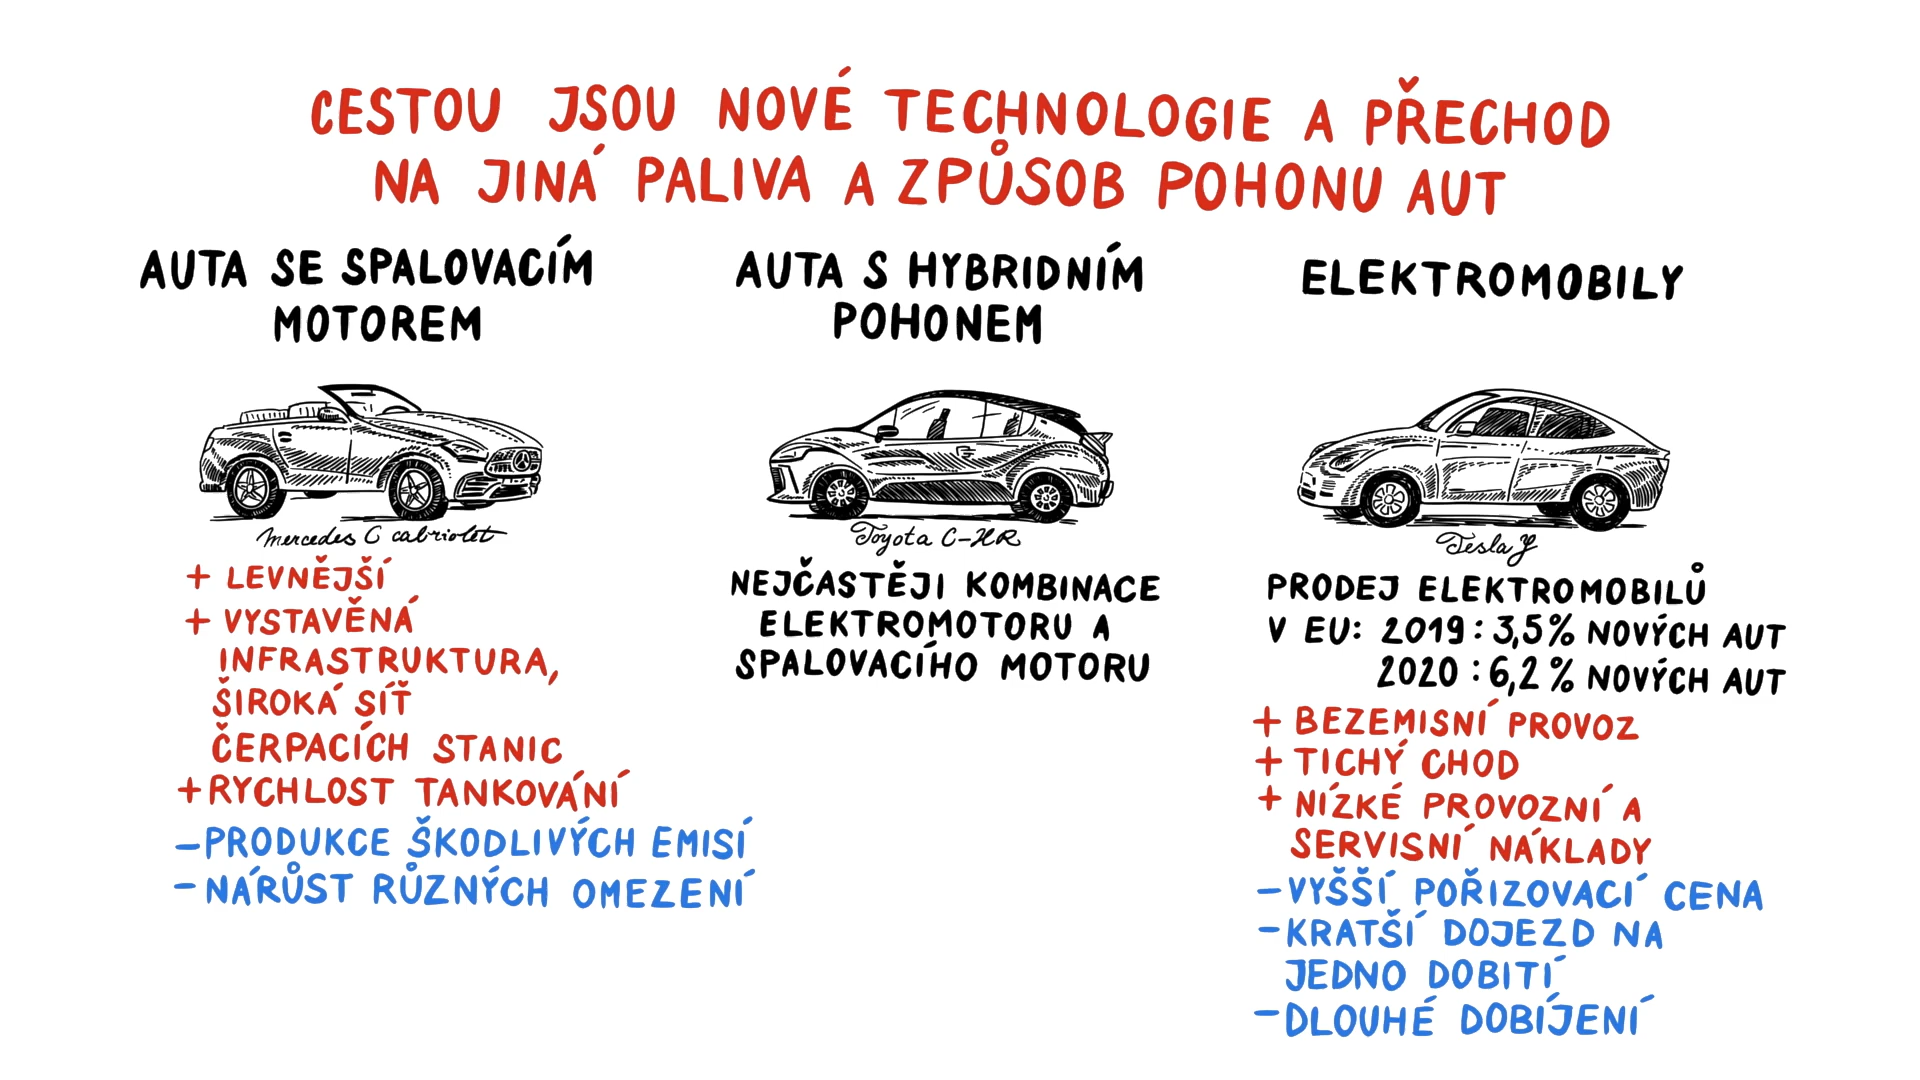 CESTOU JSOU NOVÉ TECHNOLOGIE A PŘECHOD
NA JINÁ PALIVA A ZPŮSOB POHONU AUT
AUTA SE SPALOVACÍM
MOTOREM
Mercedes C cabriolet
+ LEVNĚJŠÍ
+ VYSTAVĚNÁ
INFRASTRUKTURA,
ŠIROKÁ SÍŤ
ČERPACÍCH STANIC
+ RYCHLOST TANKOVÁNÍ
– PRODUKCE ŠKODLIVÝCH EMISÍ
– NÁRŮST RŮZNÝCH OMEZENÍ
AUTA S HYBRIDNÍM
POHONEM
Toyota C-HR
NEJČASTĚJI KOMBINACE
ELEKTROMOTORU A
SPALOVACÍHO MOTORU
ELEKTROMOBILY
Tesla Y
PRODEJ ELEKTROMOBILŮ
V EU: 2019 : 3,5% NOVÝCH AUT
2020 : 6,2% NOVÝCH AUT
+ BEZEMISNÍ PROVOZ
+ TICHÝ CHOD
+ NÍZKÉ PROVOZNÍ A
SERVISNÍ NÁKLADY
– VYŠŠÍ POŘIZOVACÍ CENA
– KRATŠÍ DOJEZD NA
JEDNO DOBITÍ
– DLOUHÉ DOBÍJENÍ